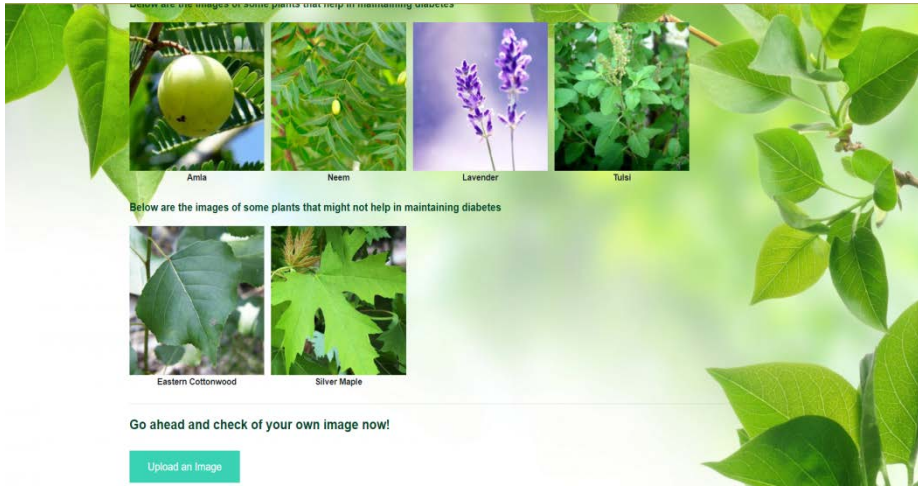 Below are the images of some plants that help in maintaining diabetes
Amla
Neem
Lavender
Tulsi
Below are the images of some plants that might not help in maintaining diabetes
Eastern Cottonwood
Silver Maple
Go ahead and check of your own image now!
Upload an Image